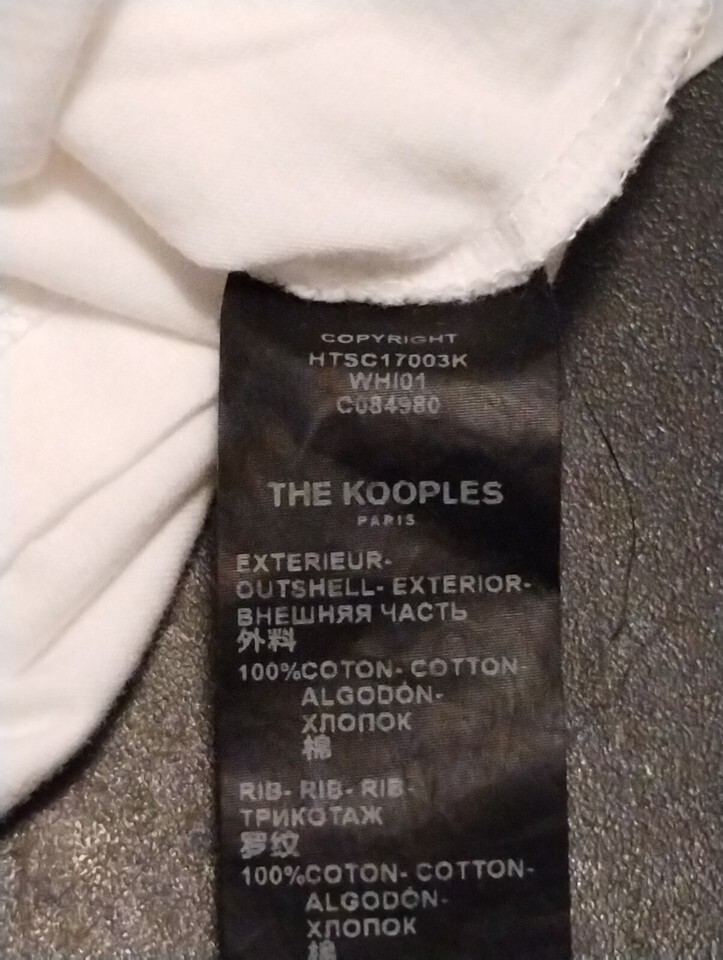 COPYRIGHT
HTSC17003K
WHI01
C084980
THE KOOPLES
PARIS
EXTERIEUR-
OUTSHELL- EXTERIOR-
ВНЕШНЯЯ ЧАСТЬ
外料
100%COTON- COTTON-
ALGODÓN-
ХЛОПОК
棉
RIB- RIB- RIB-
ТРИКОТАЖ
罗纹
100%COTON- COTTON-
ALGODÓN-
ХЛОПОК
棉